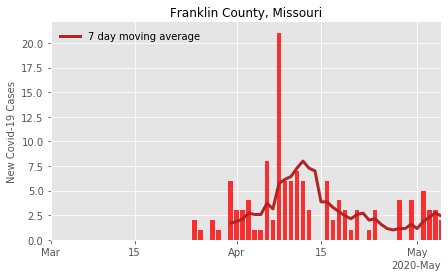 Franklin County, Missouri
7 day moving average
New Covid-19 Cases
20.0
17.5
15.0
12.5
10.0
7.5
5.0
2.5
0.0
Mar
15
Apr
15
May
2020-May